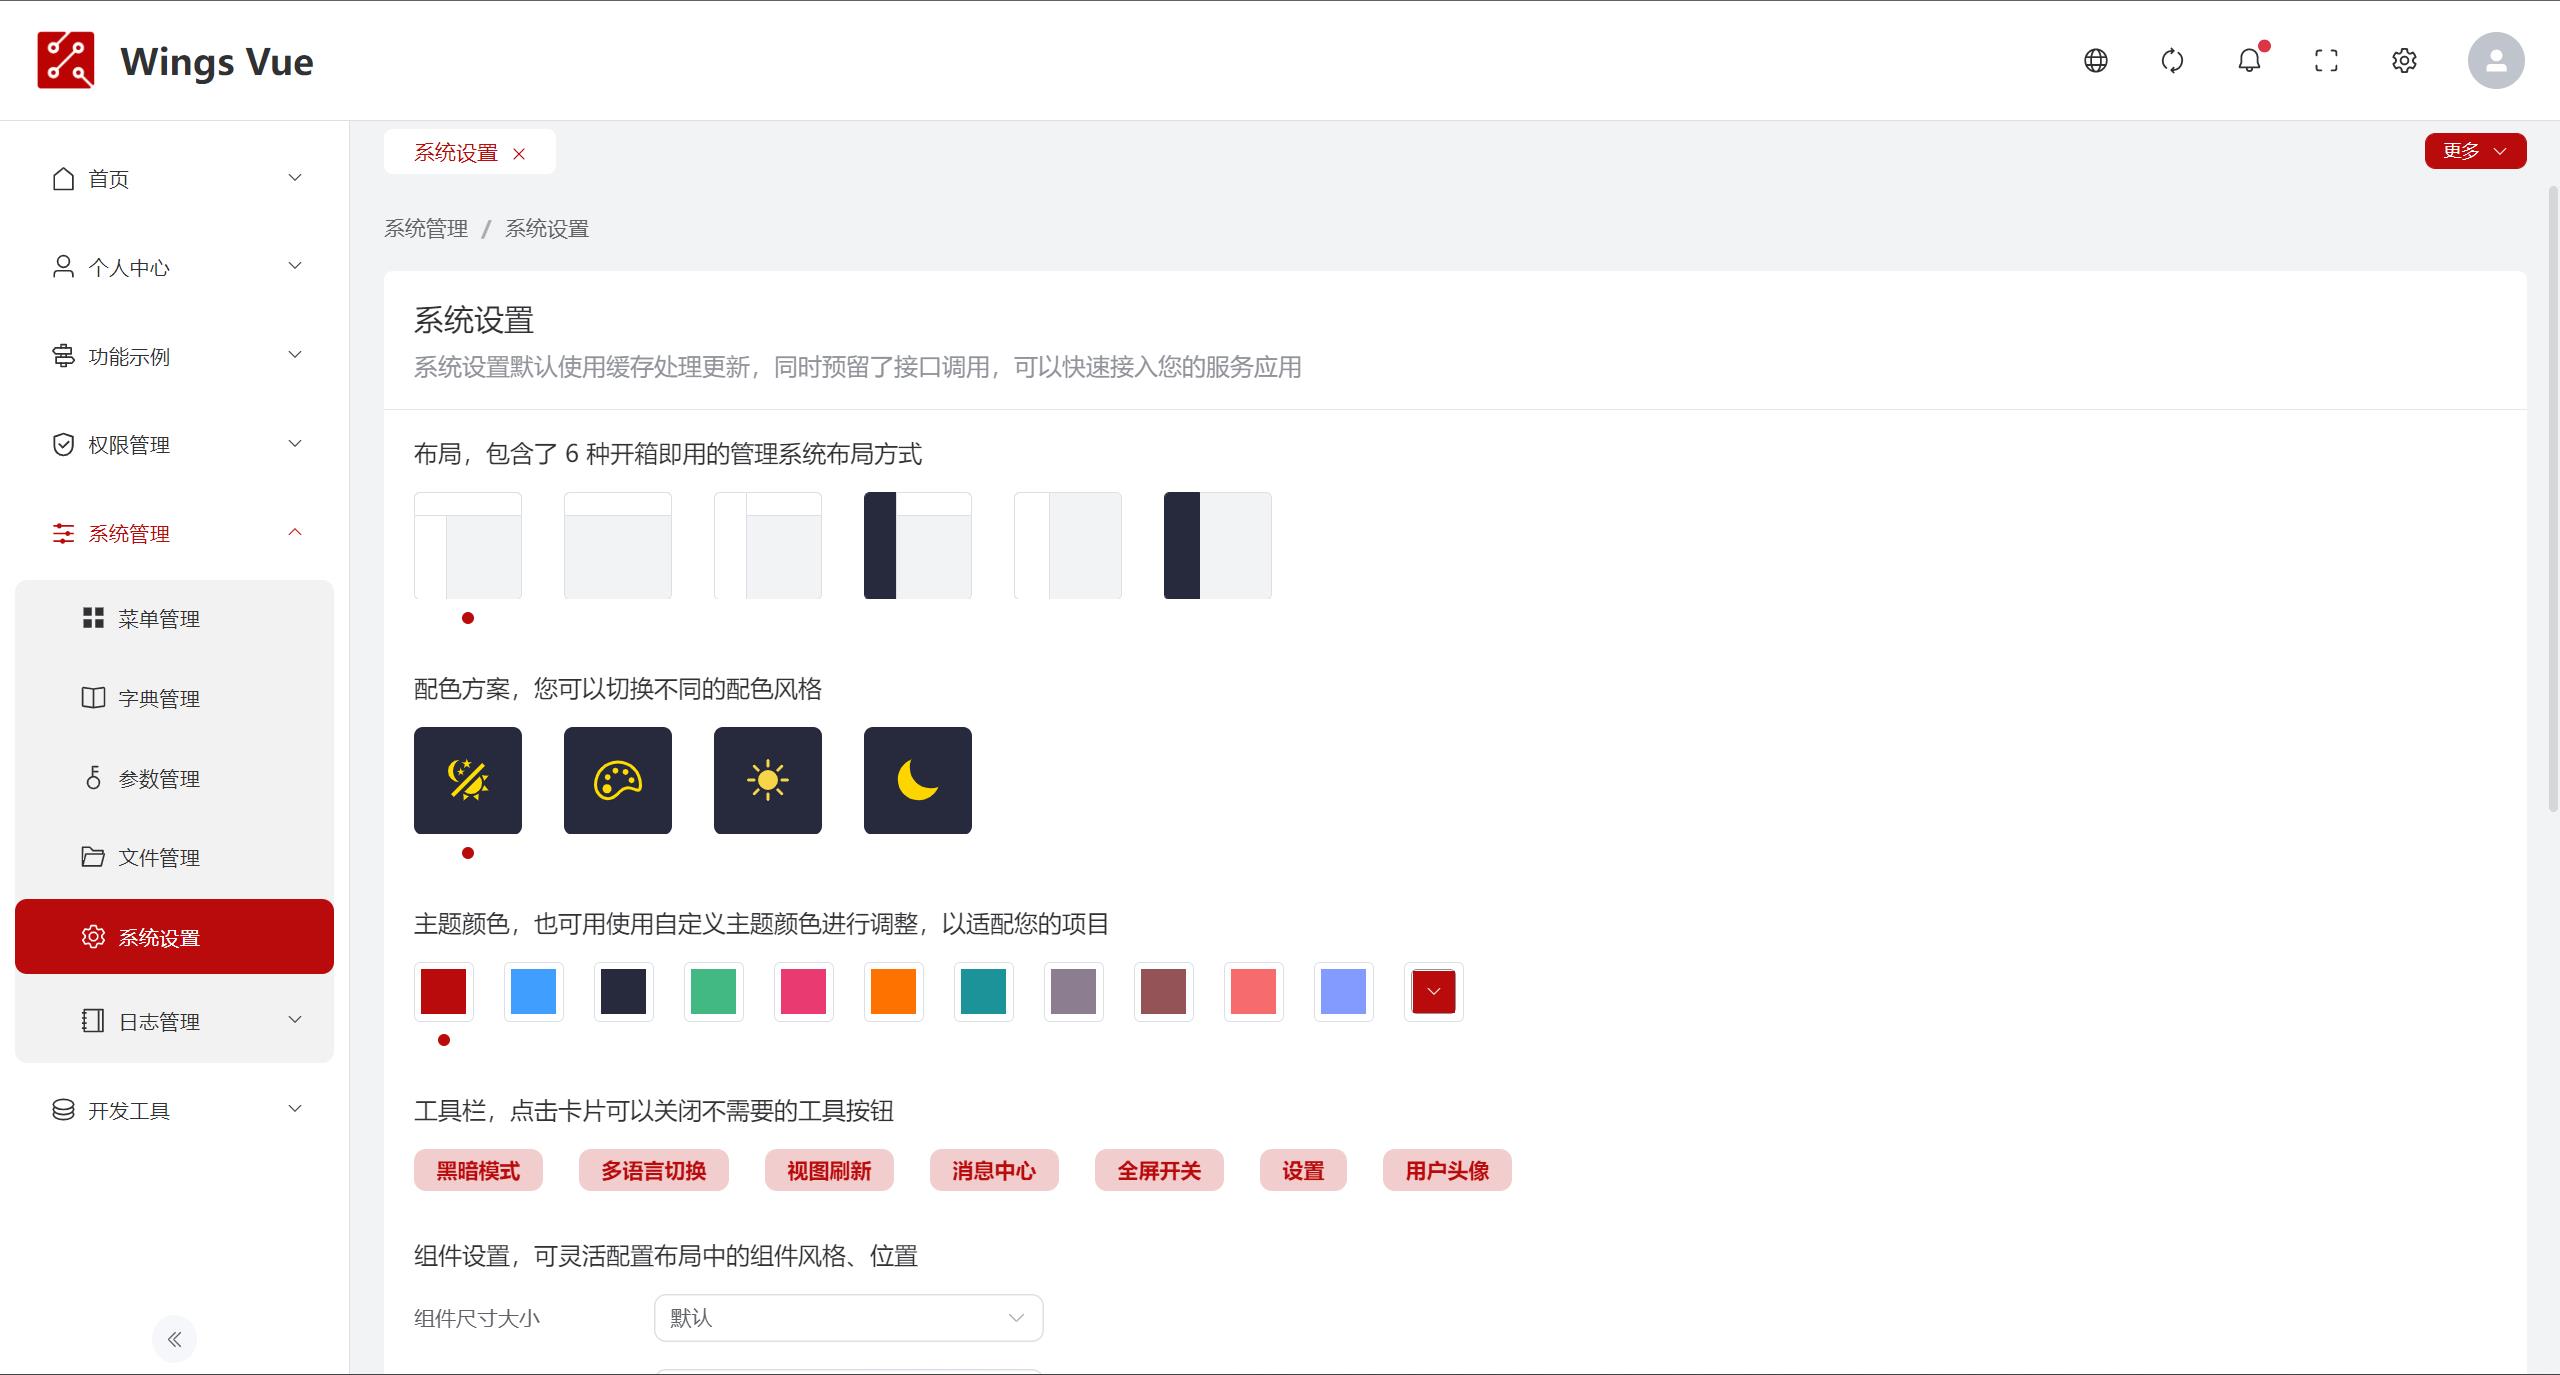 Wings Vue
首页
个人中心
功能示例
权限管理
系统管理
菜单管理
字典管理
参数管理
文件管理
系统设置
日志管理
开发工具
系统设置
更多
系统管理 / 系统设置
系统设置
系统设置默认使用缓存处理更新，同时预留了接口调用，可以快速接入您的服务应用
布局，包含了 6 种开箱即用的管理系统布局方式
配色方案，您可以切换不同的配色风格
主题颜色，也可用使用自定义主题颜色进行调整，以适配您的项目
工具栏，点击卡片可以关闭不需要的工具按钮
黑暗模式 多语言切换 视图刷新 消息中心 全屏开关 设置 用户头像
组件设置，可灵活配置布局中的组件风格、位置
组件尺寸大小 默认